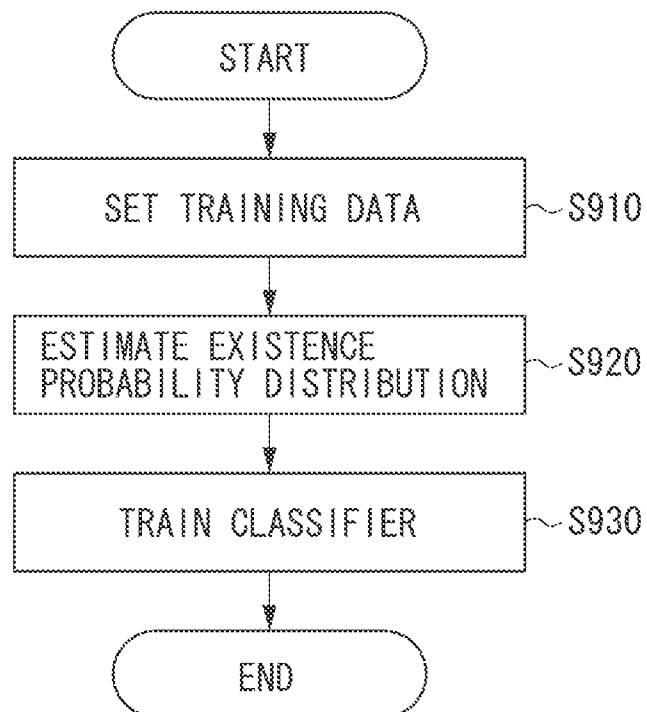 START
SET TRAINING DATA
S910
ESTIMATE EXISTENCE
PROBABILITY DISTRIBUTION
S920
TRAIN CLASSIFIER
S930
END